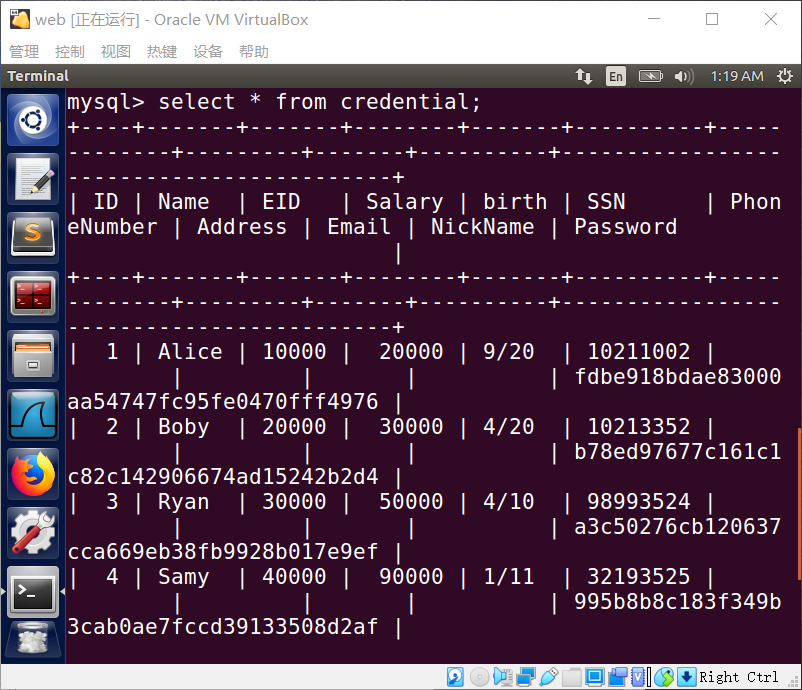 web [正在运行] - Oracle VM VirtualBox
管理 控制 视图 热键 设备 帮助
Terminal En 1:19 AM
mysql> select * from credential;
+----+-------+-------+--------+-------+----------+-----
--------+---------+-------+----------+-----------------
-------------------------+
| ID | Name  | EID   | Salary | birth | SSN      | Phon
eNumber | Address | Email | NickName | Password
                         |
+----+-------+-------+--------+-------+----------+-----
--------+---------+-------+----------+-----------------
-------------------------+
|  1 | Alice | 10000 |  20000 | 9/20  | 10211002 |
        |         |       |          | fdbe918bdae83000
aa54747fc95fe0470fff4976 |
|  2 | Boby  | 20000 |  30000 | 4/20  | 10213352 |
        |         |       |          | b78ed97677c161c1
c82c142906674ad15242b2d4 |
|  3 | Ryan  | 30000 |  50000 | 4/10  | 98993524 |
        |         |       |          | a3c50276cb120637
cca669eb38fb9928b017e9ef |
|  4 | Samy  | 40000 |  90000 | 1/11  | 32193525 |
        |         |       |          | 995b8b8c183f349b
3cab0ae7fccd39133508d2af |
Right Ctrl